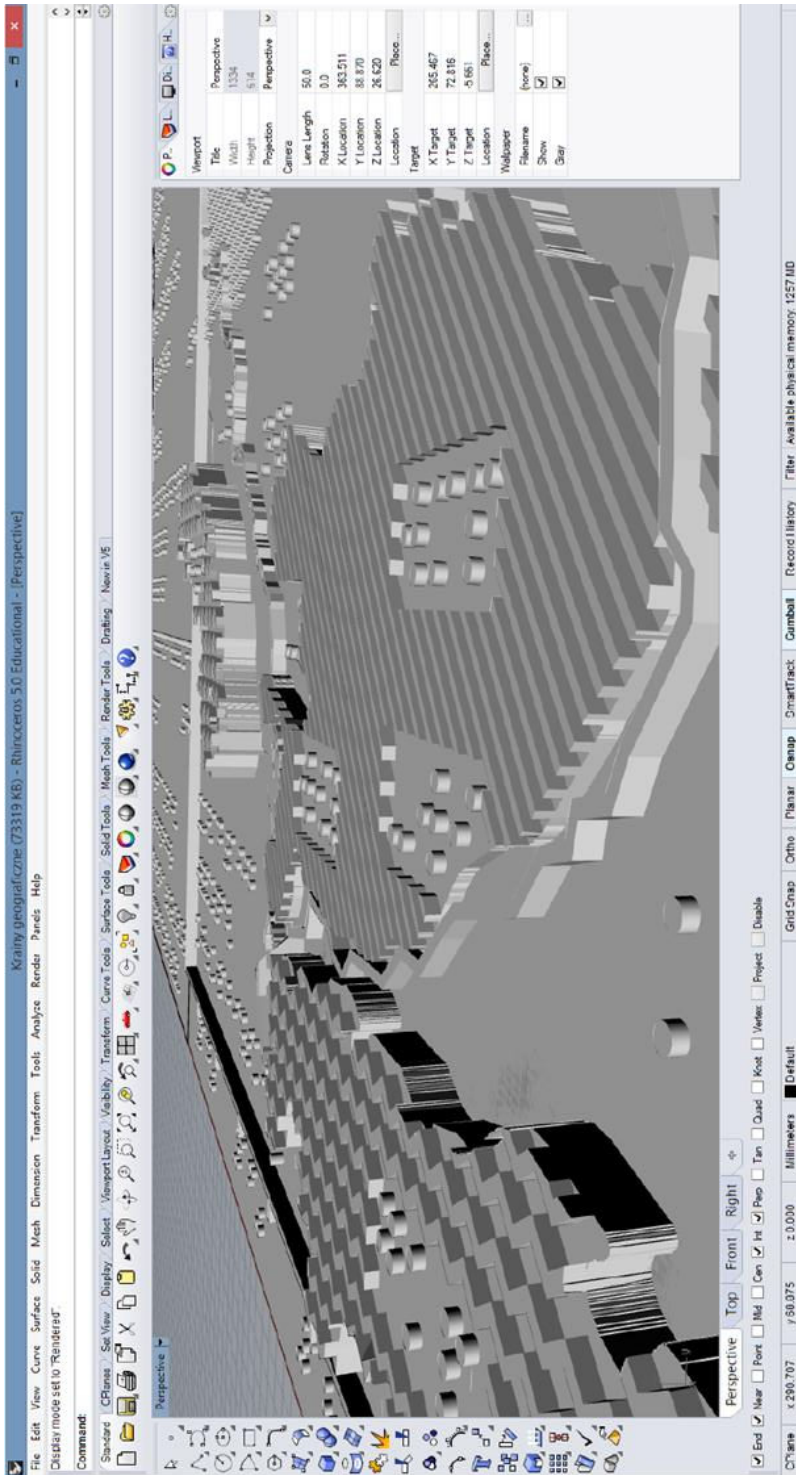 Krainy geograficzne (73319 KB) - Rhinoceros 5.0 Educational - [Perspective]
File Edit View Curve Surface Solid Mesh Dimension Transform Tools Analyze Render Panels Help
Display mode set to "Rendered".
Command:
Standard CPlanes Set View Display Select Viewport Layout Visibility Transform Curve Tools Surface Tools Solid Tools Mesh Tools Render Tools Drafting New in V5
Perspective
P.. L.. Di.. H..
Viewport
Title Perspective
Width 1334
Height 614
Projection Perspective
Camera
Lens Length 50.0
Rotation 0.0
X Location 363.511
Y Location 88.870
Z Location 26.620
Location Place...
Target
X Target 265.467
Y Target 72.816
Z Target -5.661
Location Place...
Wallpaper
Filename (none) ...
Show
Gray
Perspective Top Front Right
End Near Point Mid Cen Int Perp Tan Quad Knot Vertex Project Disable
CPlane x 290.707 y 60.075 z 0.000 Millimeters Default Grid Snap Ortho Planar Osnap SmartTrack Gumball Record History Filter Available physical memory: 1257 MB